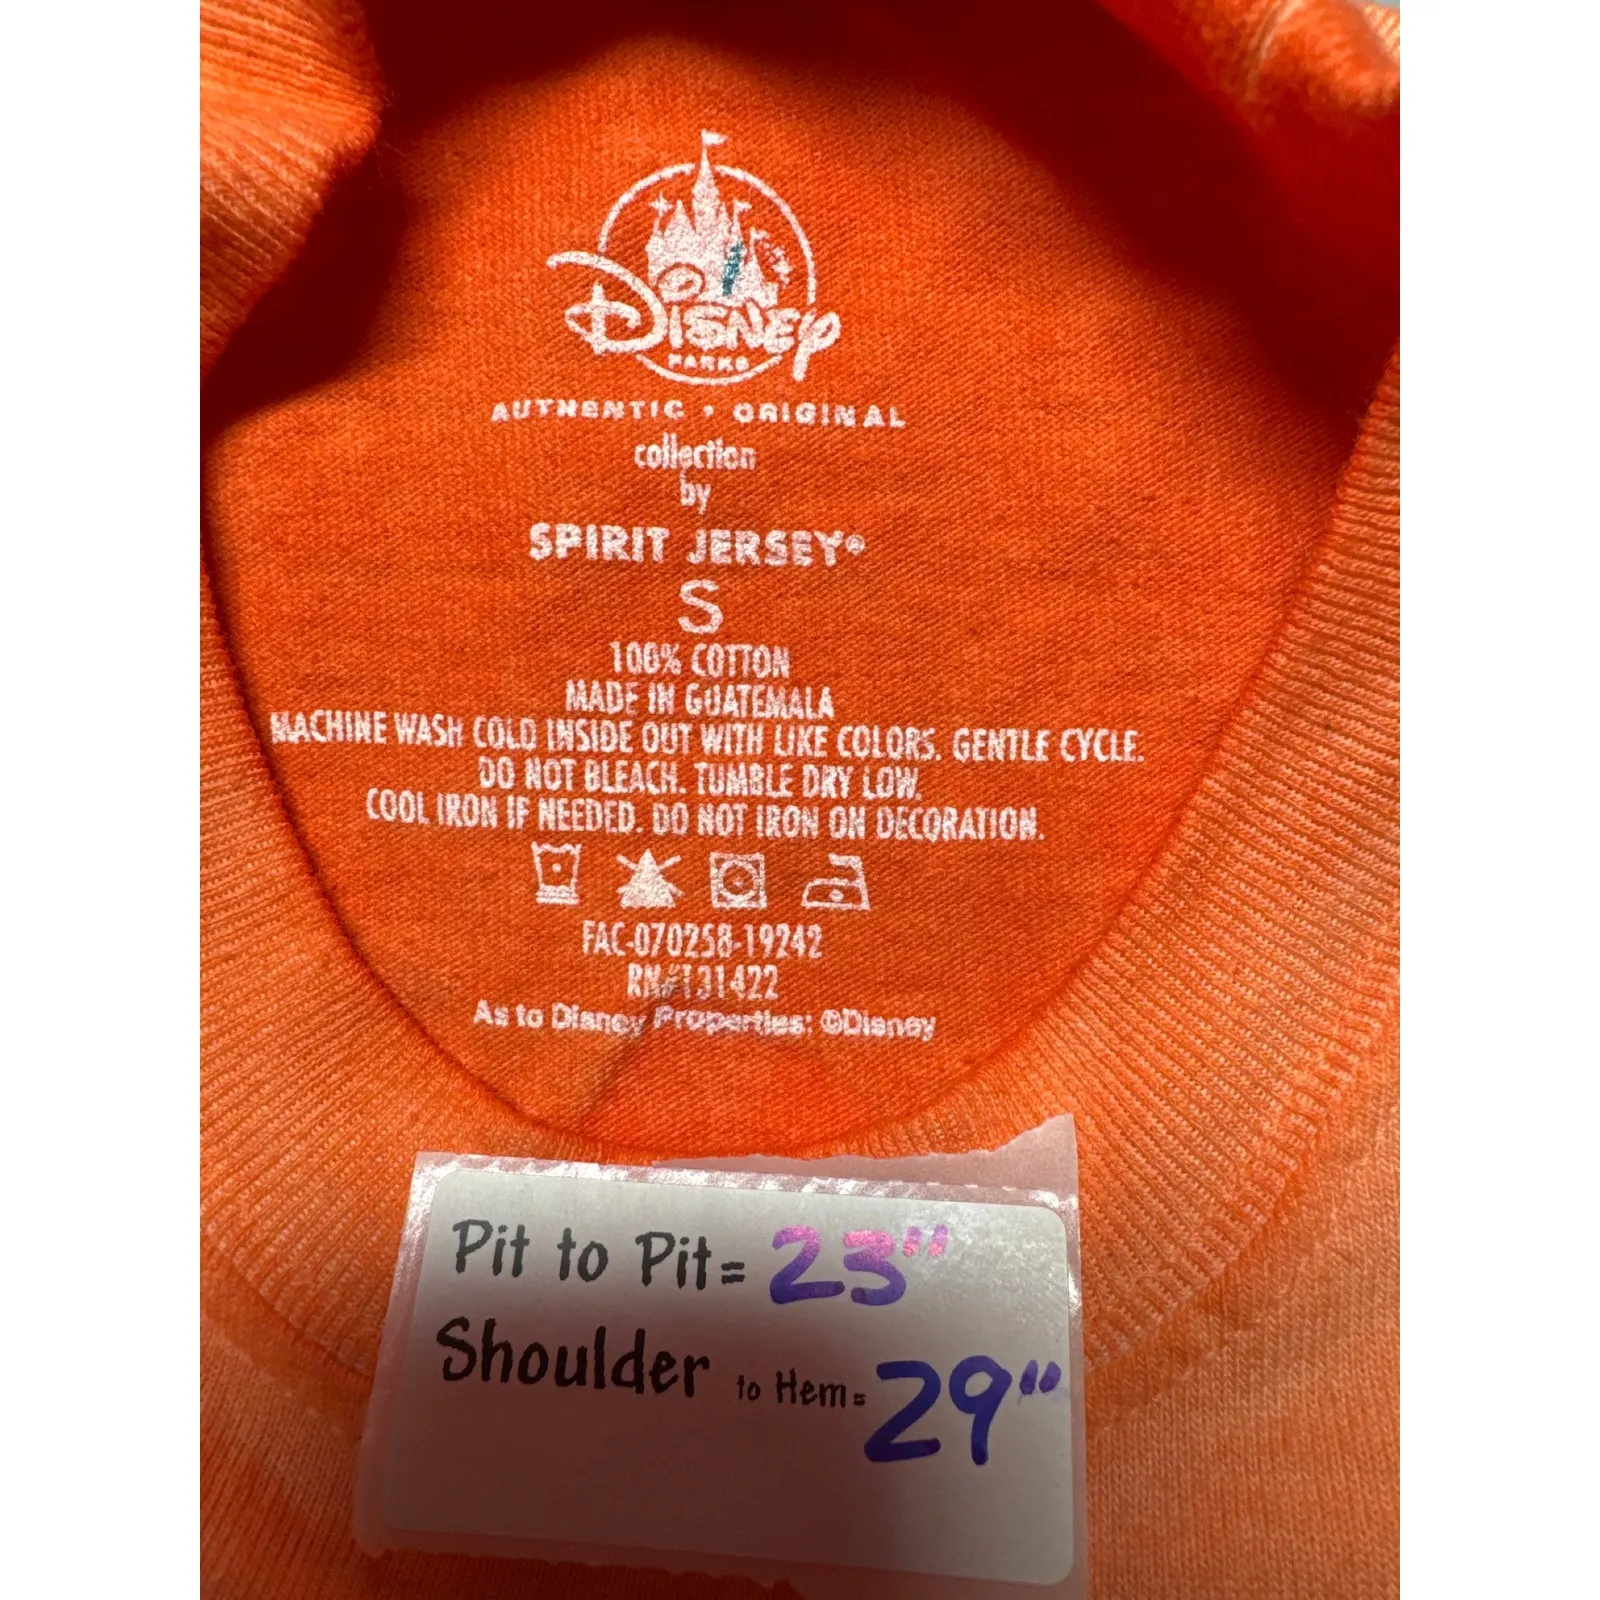 Disney
PARKS
AUTHENTIC • ORIGINAL
collection
by
SPIRIT JERSEY®
S
100% COTTON
MADE IN GUATEMALA
MACHINE WASH COLD INSIDE OUT WITH LIKE COLORS. GENTLE CYCLE.
DO NOT BLEACH. TUMBLE DRY LOW.
COOL IRON IF NEEDED. DO NOT IRON ON DECORATION.
FAC-070258-19242
RN#131422
As to Disney Properties: ©Disney
Pit to Pit= 23"
Shoulder to Hem= 29"